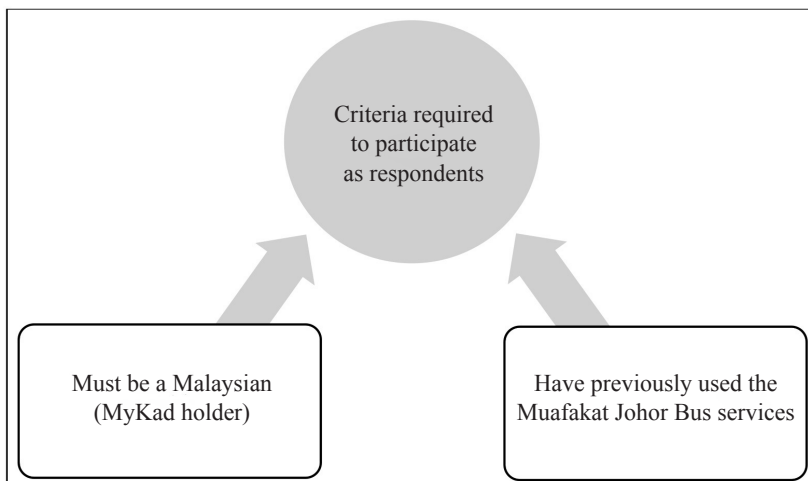 Criteria required
to participate
as respondents
Must be a Malaysian
(MyKad holder)
Have previously used the
Muafakat Johor Bus services